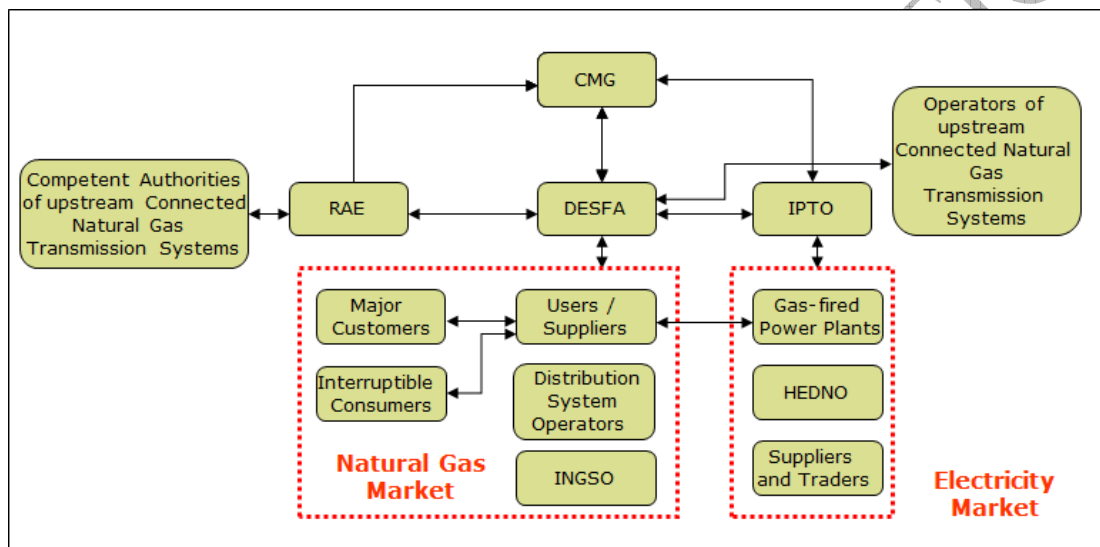 CMG
Operators of
upstream
Connected Natural
Gas
Transmission
Systems
Competent Authorities
of upstream Connected
Natural Gas
Transmission Systems
RAE
DESFA
IPTO
Major
Customers
Users /
Suppliers
Gas-fired
Power Plants
Interruptible
Consumers
Distribution
System
Operators
HEDNO
Natural Gas
Market
INGSO
Suppliers
and Traders
Electricity
Market